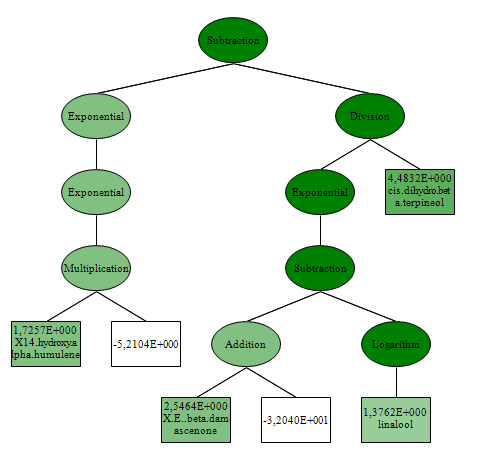 Subtraction
Exponential
Division
Exponential
Exponential
4,4832E+000
cis.dihydro.bet
a.terpineol
Multiplication
Subtraction
1,7257E+000
X14.hydroxy.a
lpha.humulene
-5,2104E+000
Addition
Logarithm
2,5464E+000
X.E..beta.dam
ascenone
-3,2040E+001
1,3762E+000
linalool